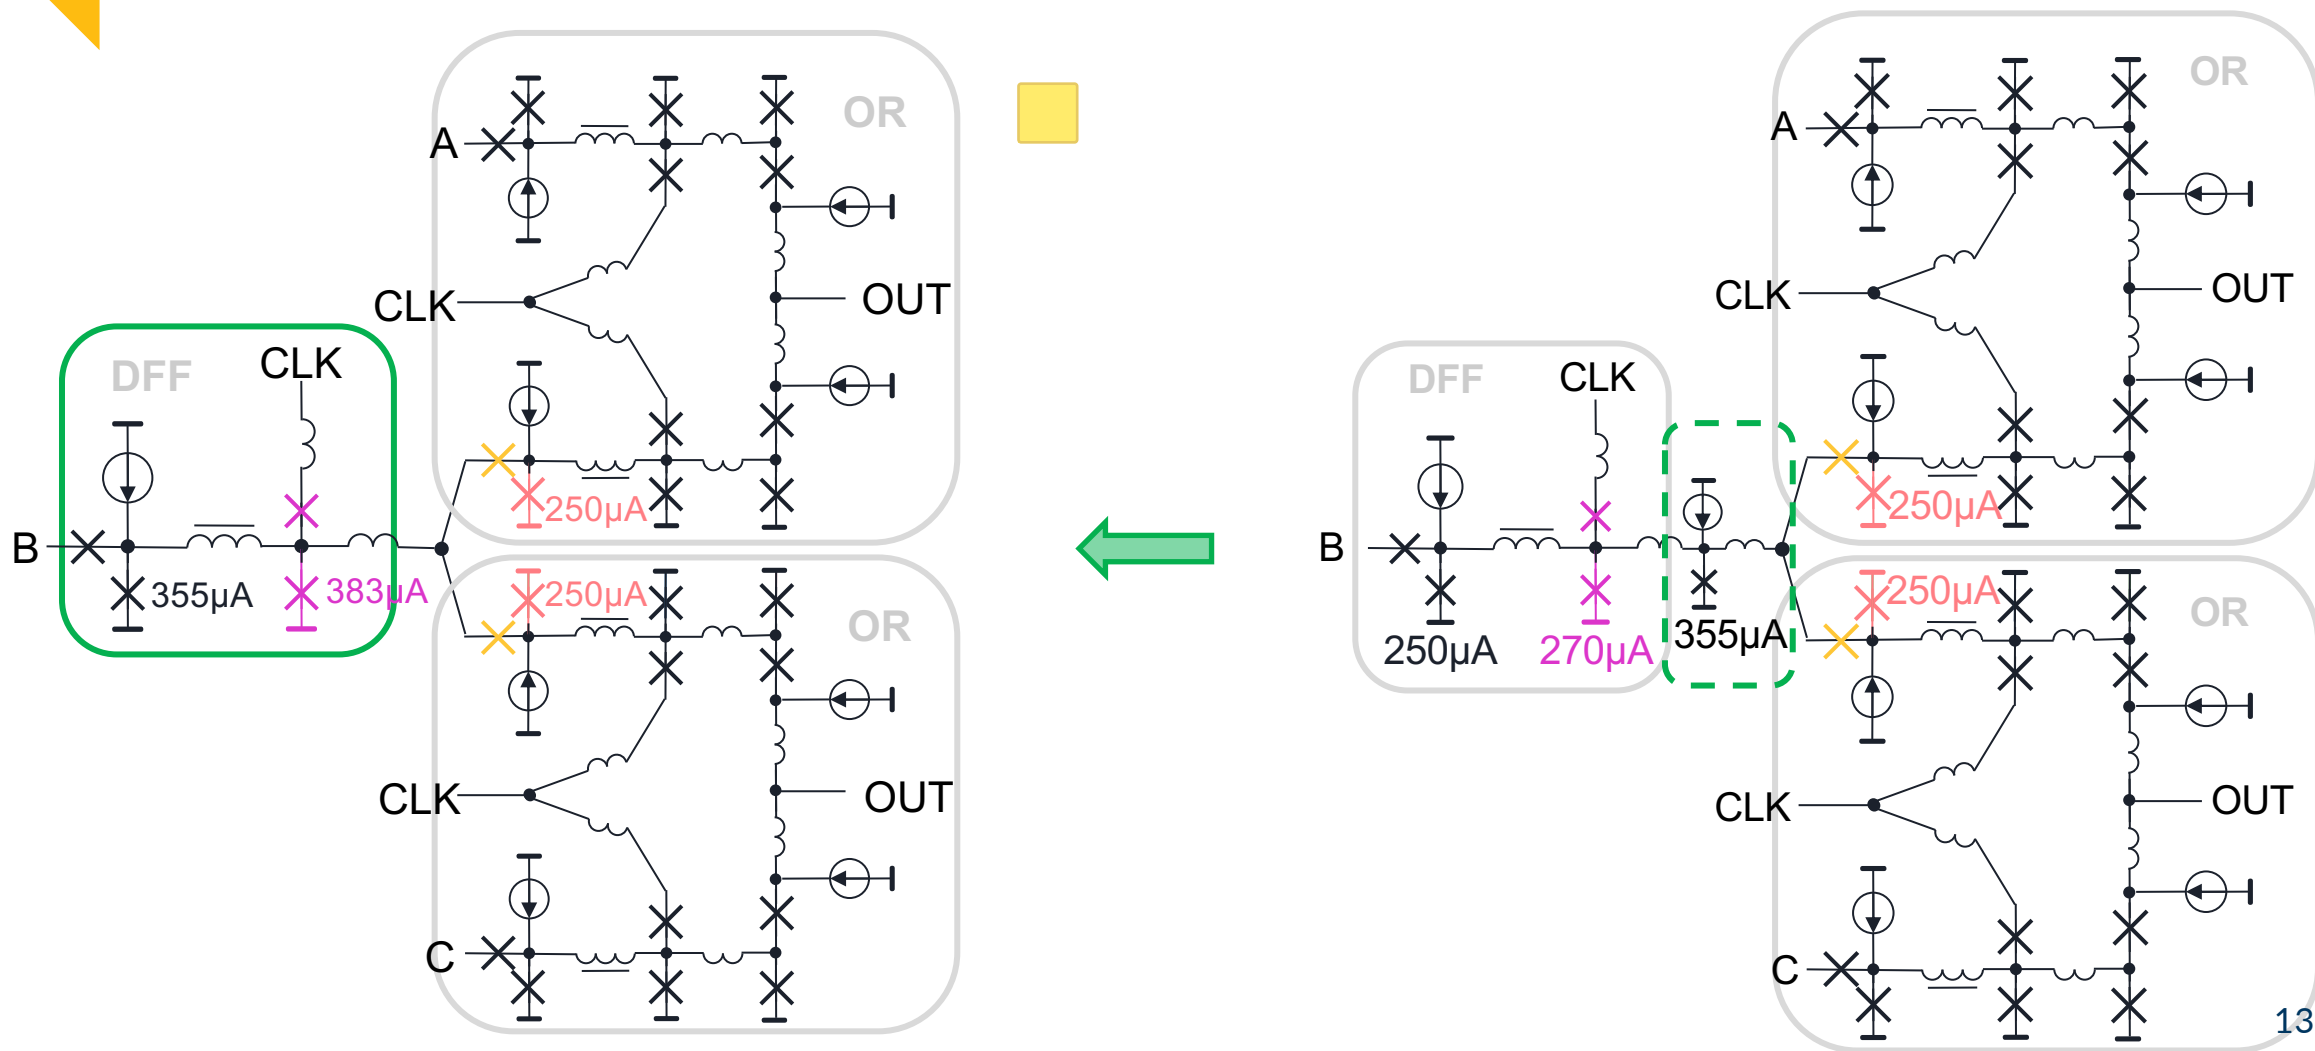 OR
A
CLK
OUT
DFF
CLK
250µA
B
355µA
383µA
250µA
OR
CLK
OUT
C
OR
A
CLK
OUT
DFF
CLK
250µA
B
250µA
270µA
355µA
250µA
OR
CLK
OUT
C
13